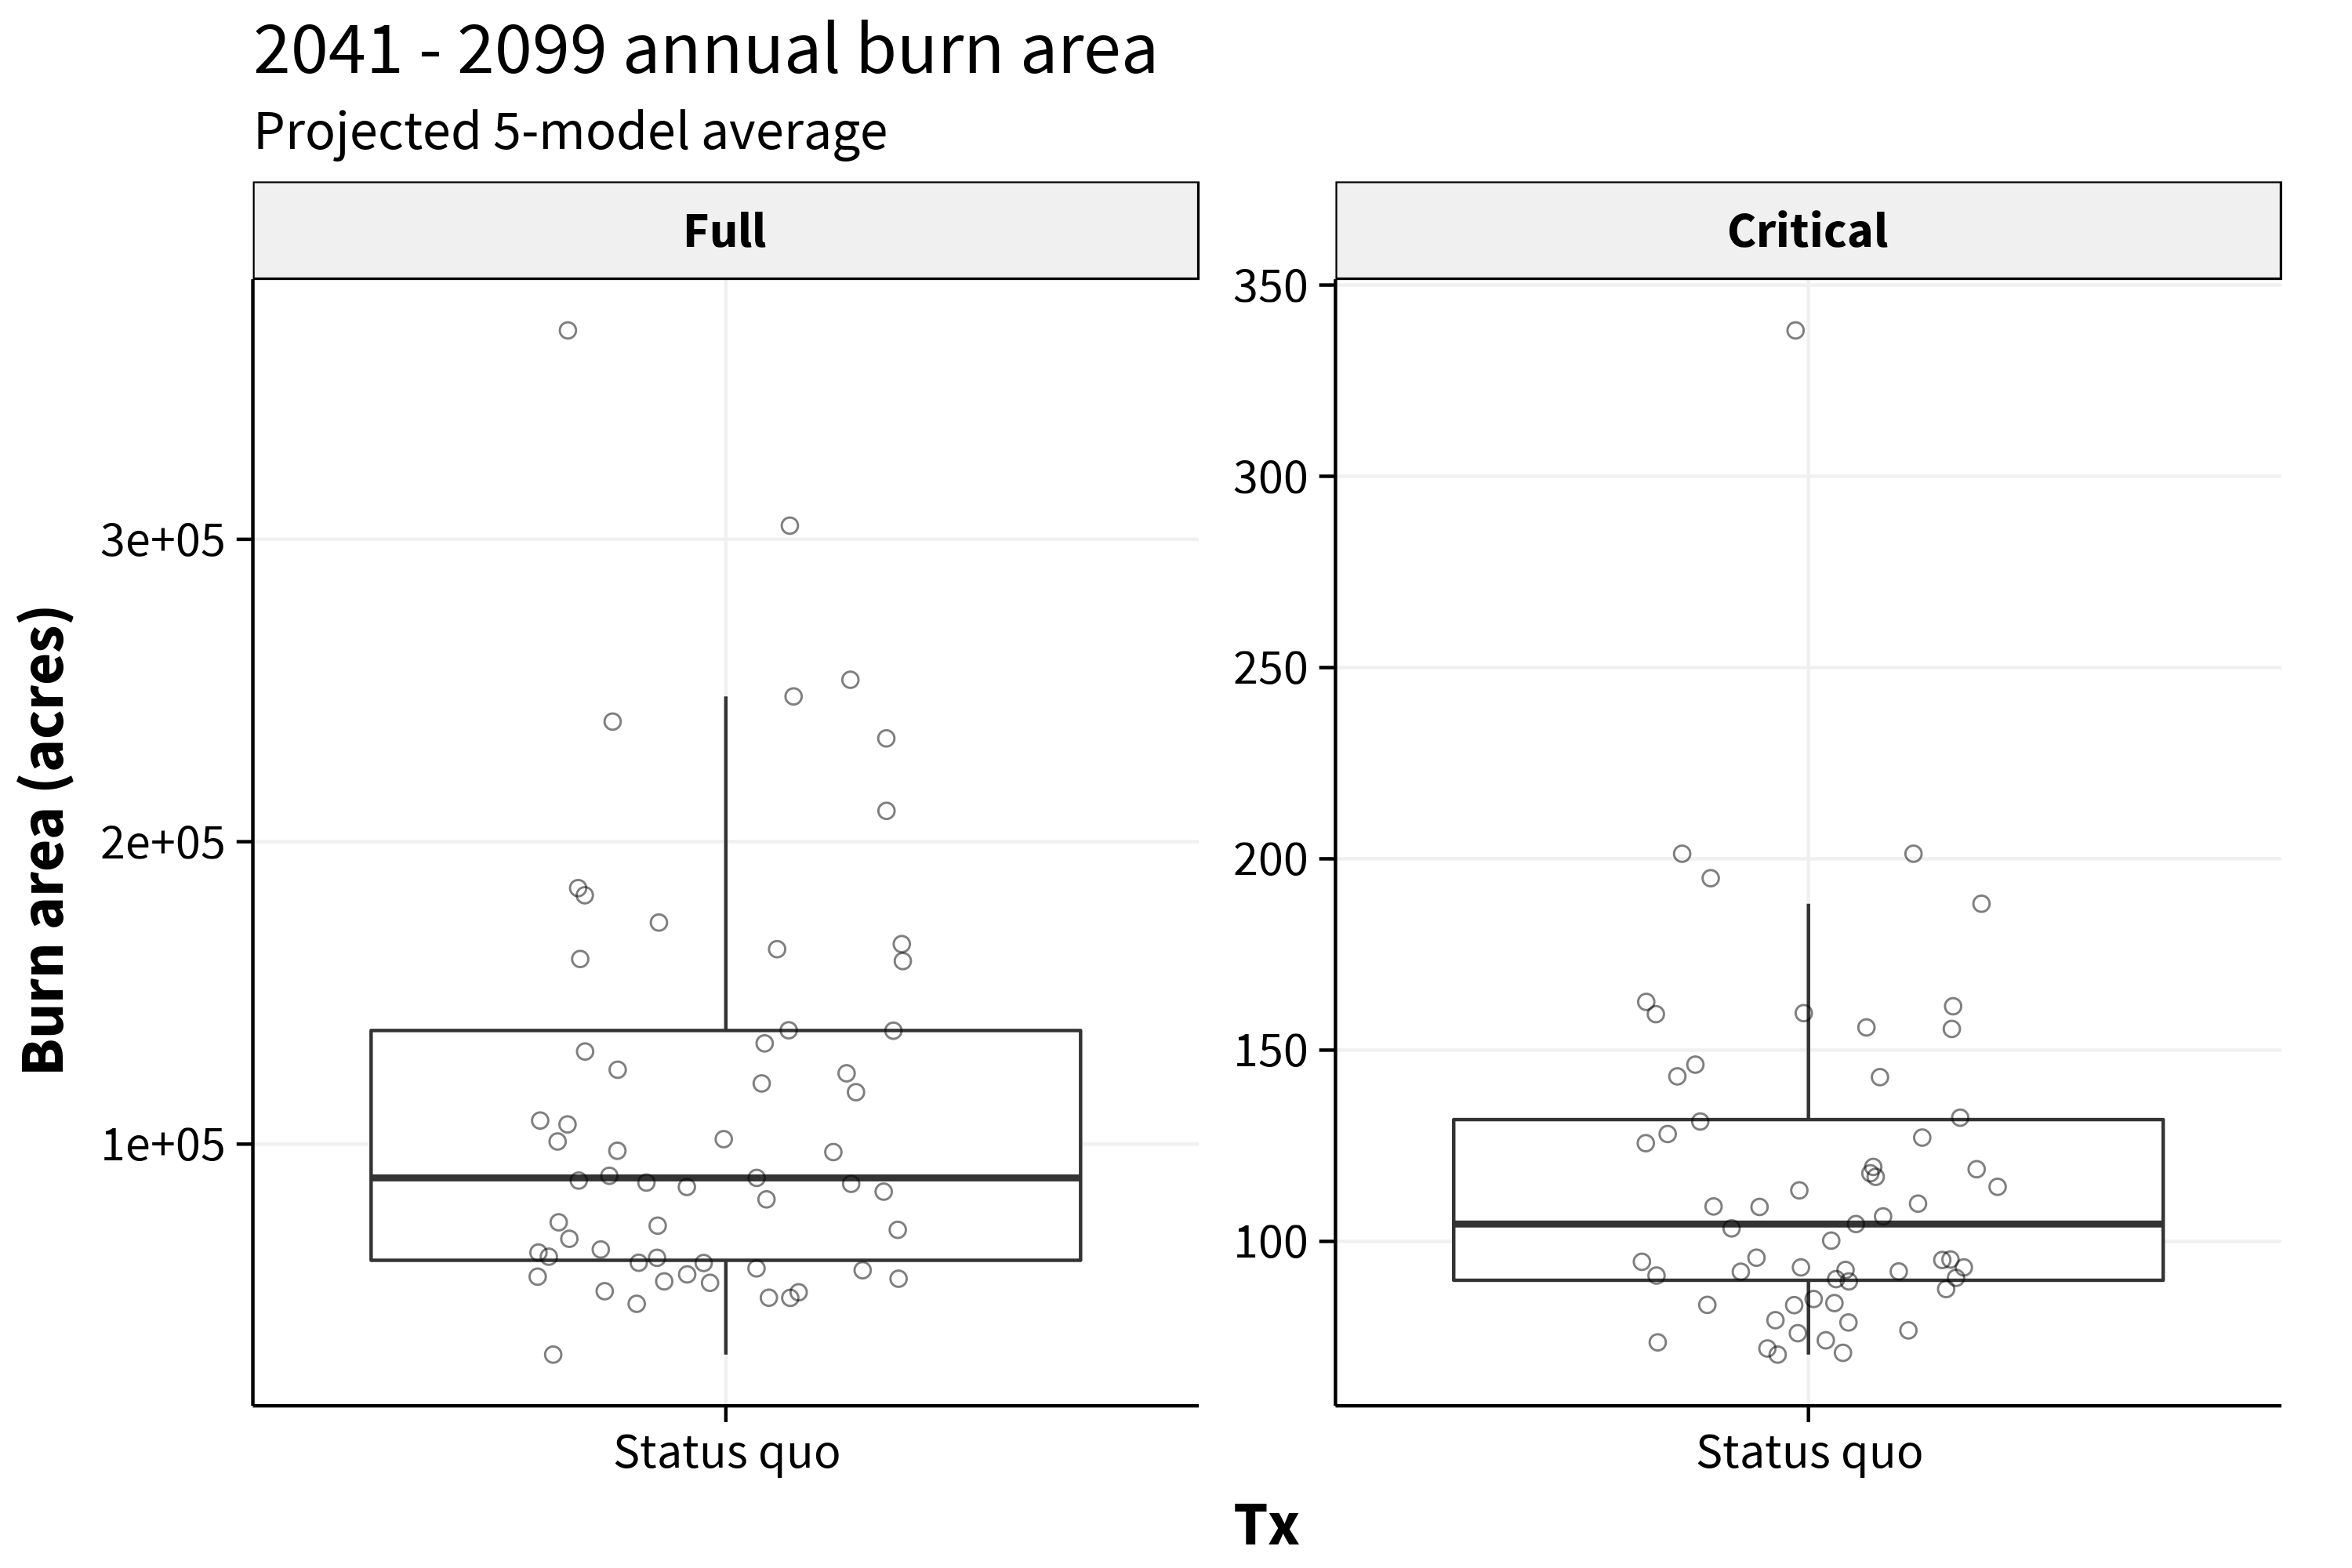 2041 - 2099 annual burn area
Projected 5-model average
Full
Critical
Burn area (acres)
3e+05
2e+05
1e+05
350
300
250
200
150
100
Status quo
Status quo
Tx